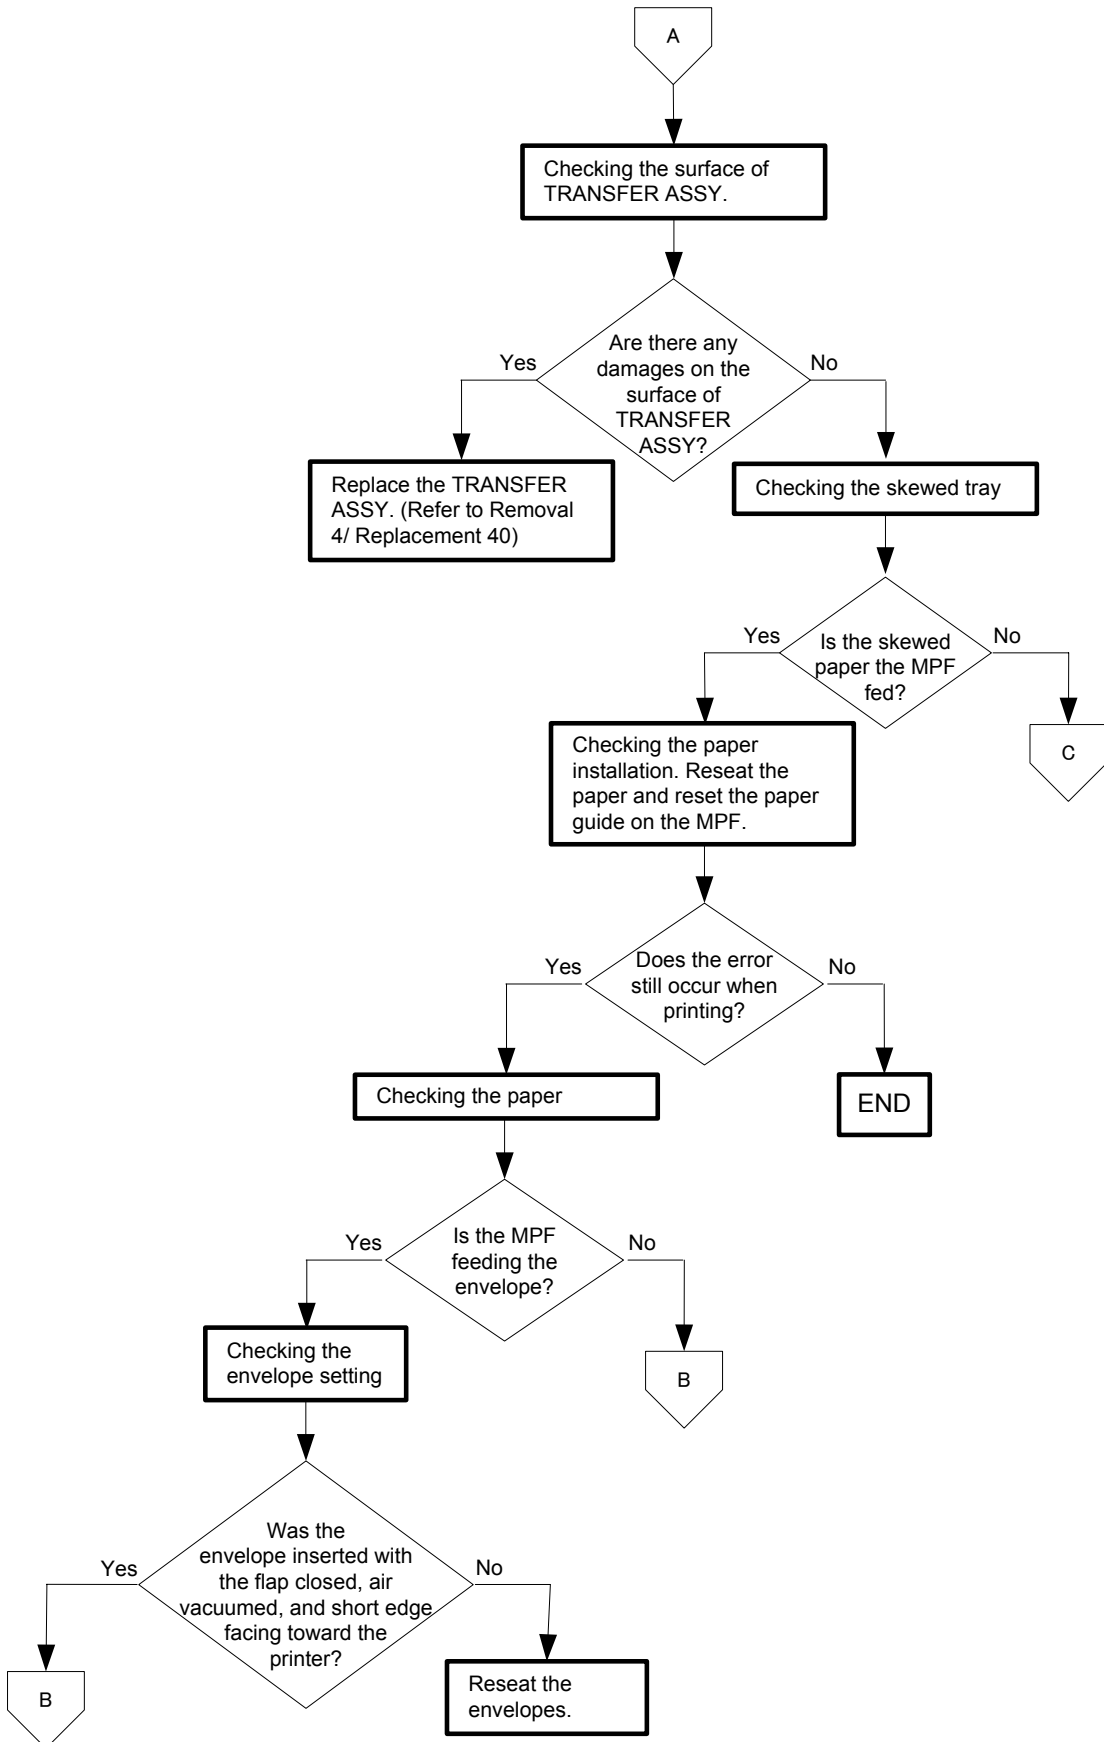 A
Checking the surface of
TRANSFER ASSY.
Are there any
damages on the
surface of
TRANSFER
ASSY?
Yes
No
Replace the TRANSFER
ASSY. (Refer to Removal
4/ Replacement 40)
Checking the skewed tray
Is the skewed
paper the MPF
fed?
Yes
No
C
Checking the paper
installation. Reseat the
paper and reset the paper
guide on the MPF.
Does the error
still occur when
printing?
Yes
No
END
Checking the paper
Is the MPF
feeding the
envelope?
Yes
No
B
Checking the
envelope setting
Was the
envelope inserted with
the flap closed, air
vacuumed, and short edge
facing toward the
printer?
Yes
No
B
Reseat the
envelopes.